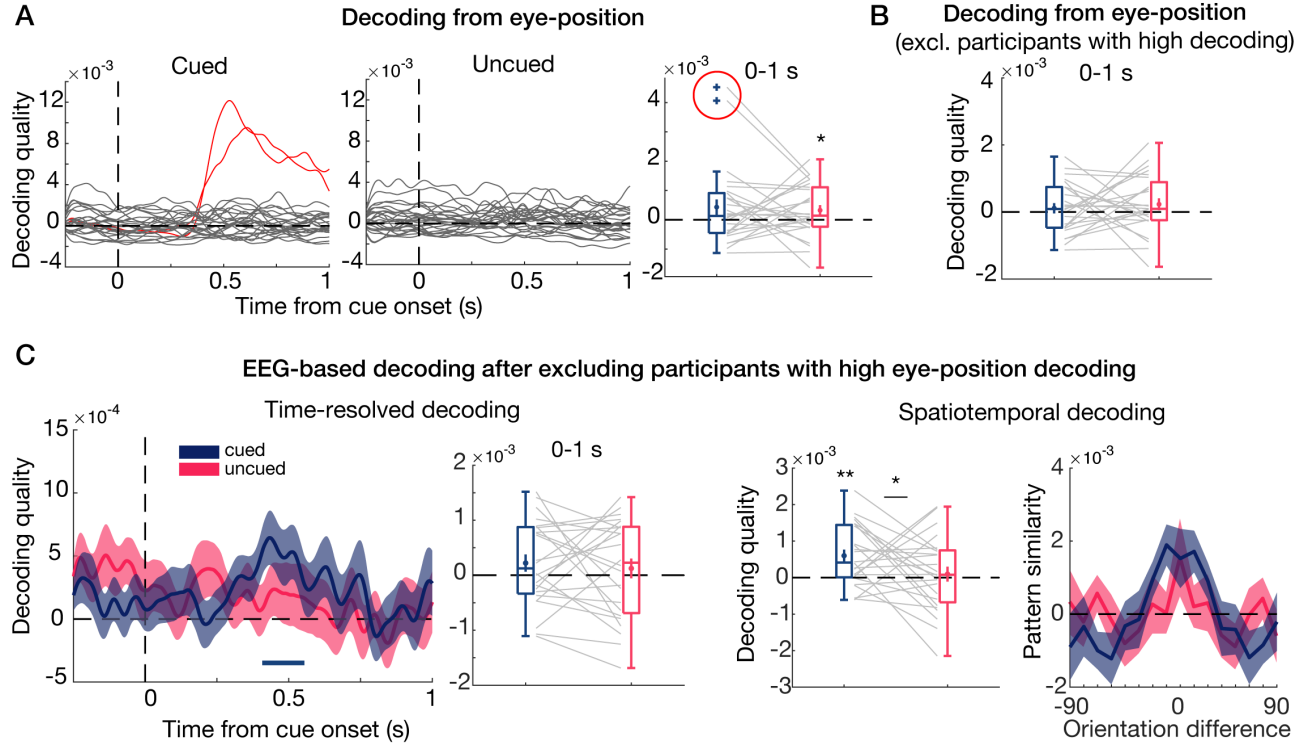 A
Decoding from eye-position
Cued
Uncued
0-1 s
×10⁻³
12
8
4
0
-4
Decoding quality
0
0.5
1
×10⁻³
12
8
4
0
-4
0
0.5
1
Time from cue onset (s)
×10⁻³
4
2
0
-2
*
B
Decoding from eye-position
(excl. participants with high decoding)
0-1 s
×10⁻³
4
2
0
-2
Decoding quality
C
EEG-based decoding after excluding participants with high eye-position decoding
Time-resolved decoding
×10⁻⁴
15
10
5
0
-5
Decoding quality
cued
uncued
0
0.5
1
Time from cue onset (s)
0-1 s
×10⁻³
2
1
0
-1
-2
Spatiotemporal decoding
×10⁻³
3
2
1
0
-1
-2
-3
Decoding quality
**
*
×10⁻³
4
2
0
-2
Pattern similarity
-90
0
90
Orientation difference